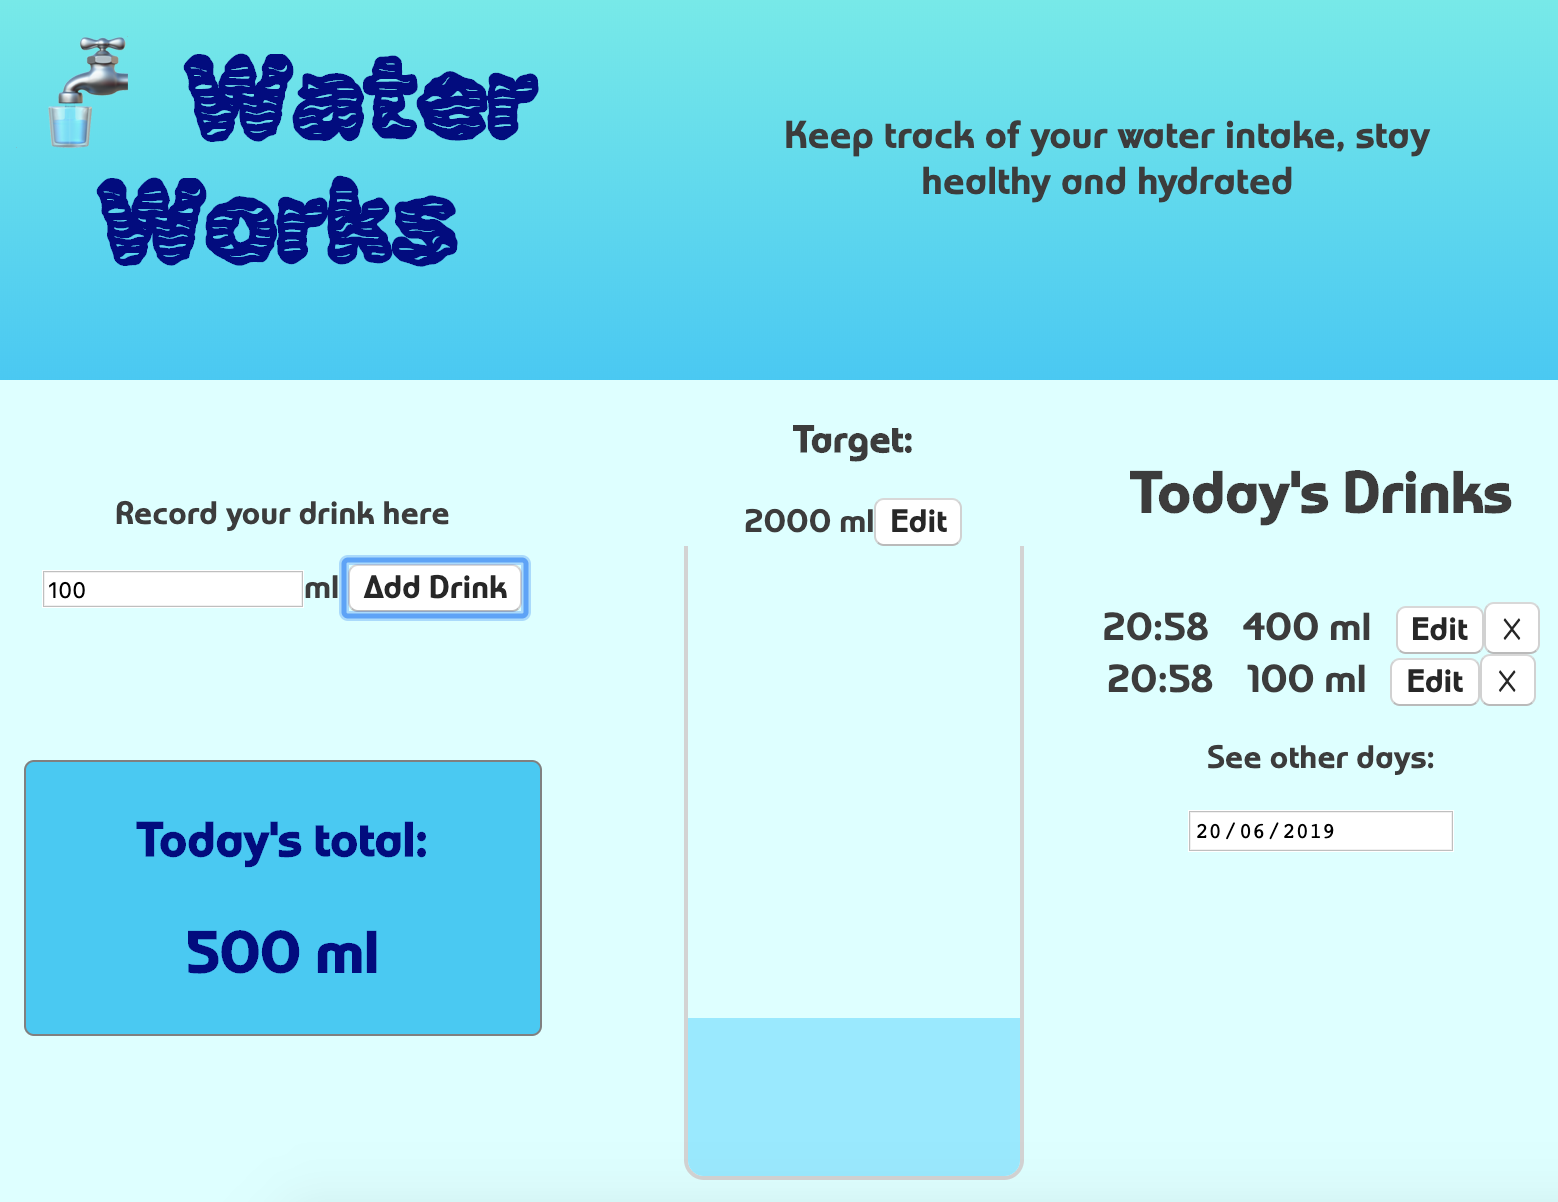 Water
Works
Keep track of your water intake, stay
healthy and hydrated
Record your drink here
100 ml Add Drink
Today's total:
500 ml
Target:
2000 ml Edit
Today's Drinks
20:58 400 ml Edit X
20:58 100 ml Edit X
See other days:
20/06/2019